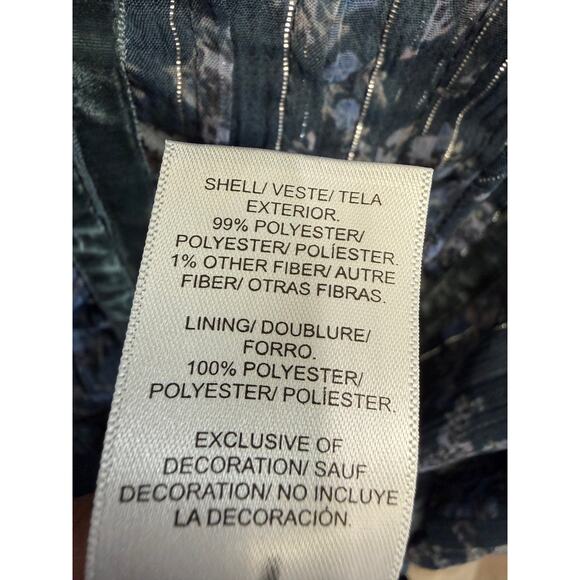 SHELL/ VESTE/ TELA
EXTERIOR.
99% POLYESTER/
POLYESTER/ POLÍESTER.
1% OTHER FIBER/ AUTRE
FIBER/ OTRAS FIBRAS.
LINING/ DOUBLURE/
FORRO.
100% POLYESTER/
POLYESTER/ POLÍESTER.
EXCLUSIVE OF
DECORATION/ SAUF
DECORATION/ NO INCLUYE
LA DECORACIÓN.